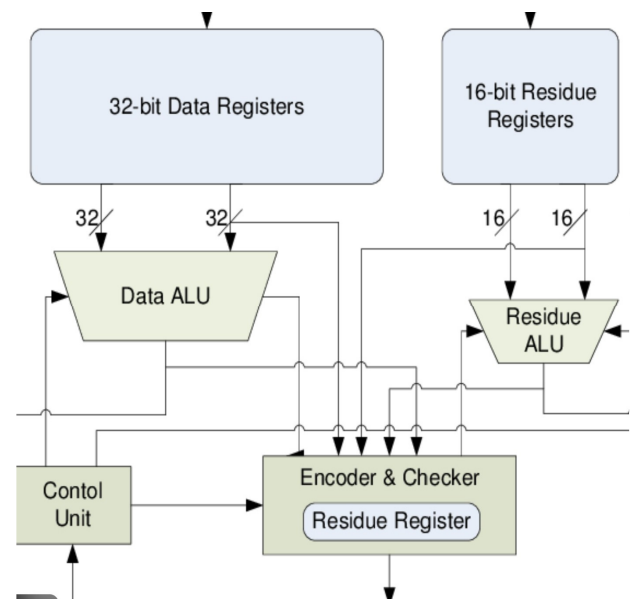 32-bit Data Registers
16-bit Residue
Registers
32
32
16
16
Data ALU
Residue
ALU
Contol
Unit
Encoder & Checker
Residue Register